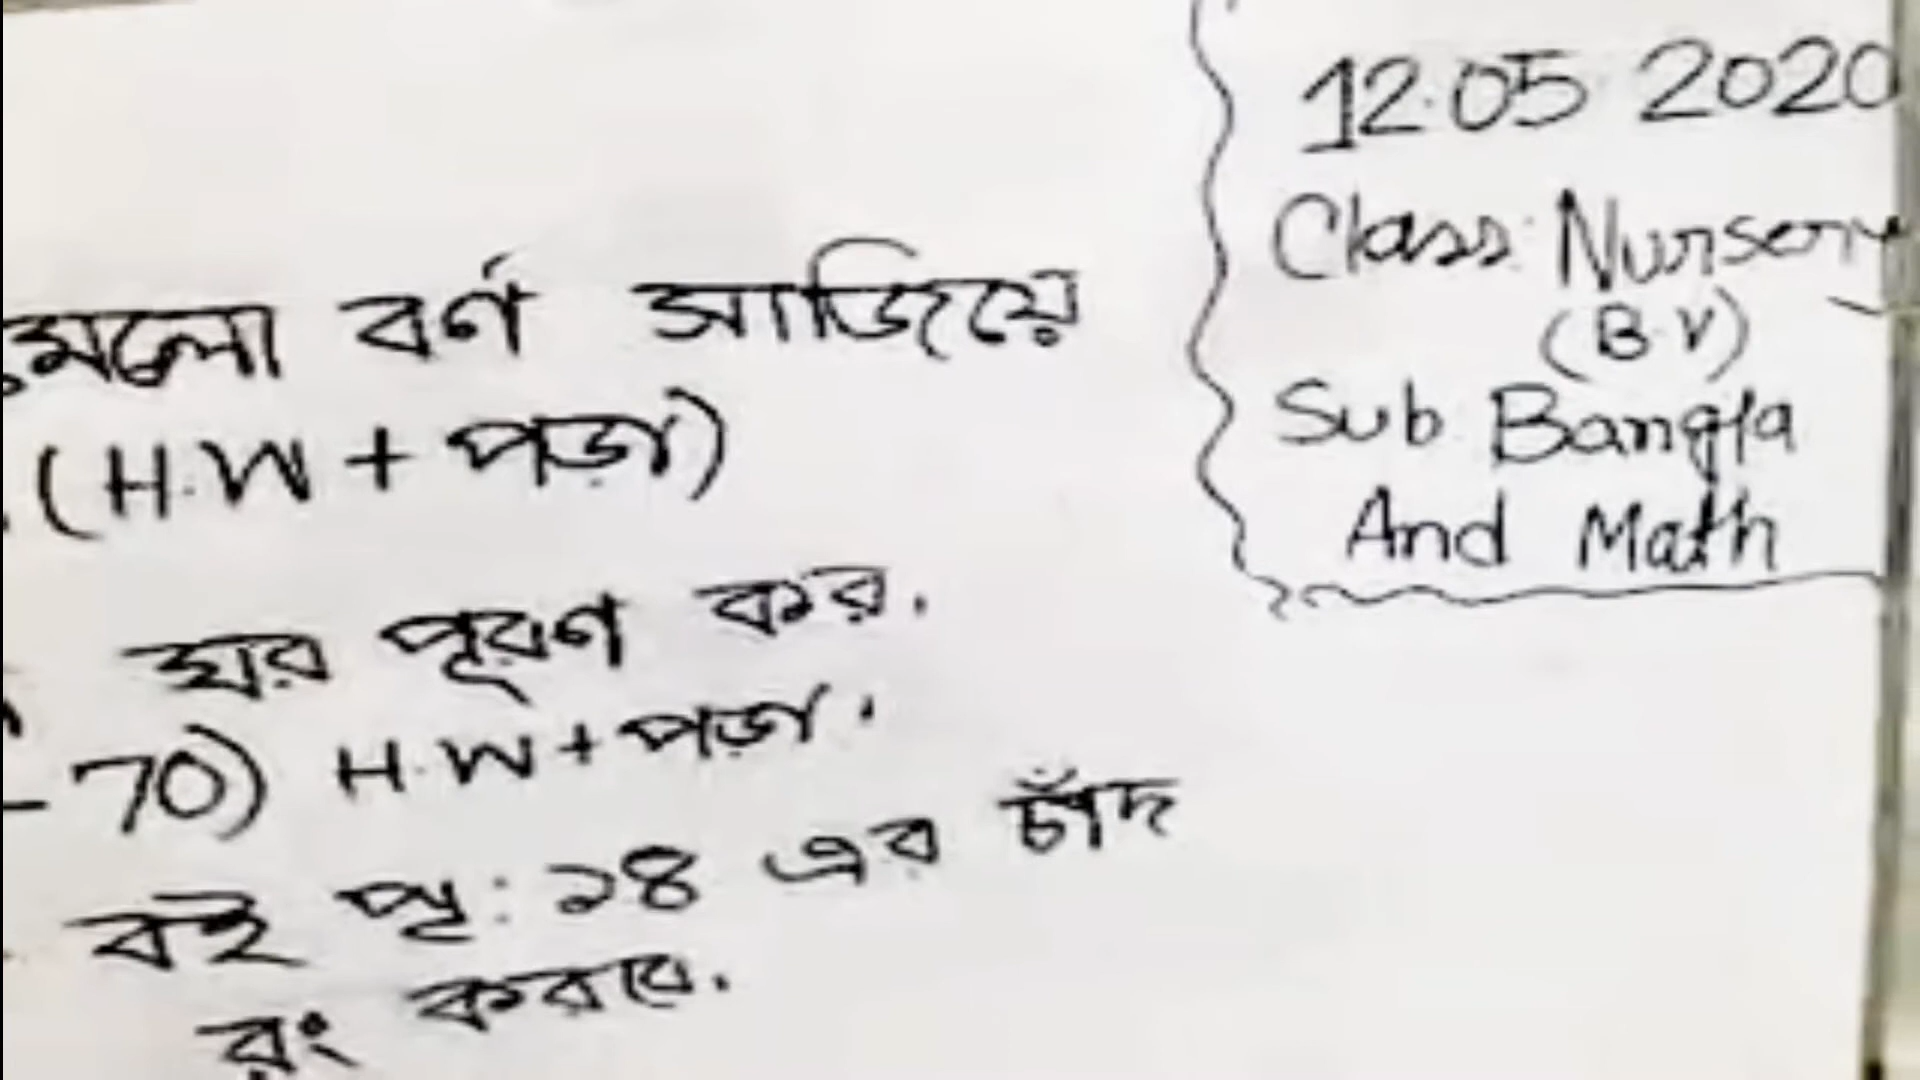 12.05 2020
Class: Nursery
(B.V)
Sub: Bangla
And Math
বর্ণ সাজিয়ে
(H.W + পড়া)
ঘর পূরণ কর.
- 70) H.W + পড়া.
বই পৃ: ১৪ এর চাঁদ
রং করবে.